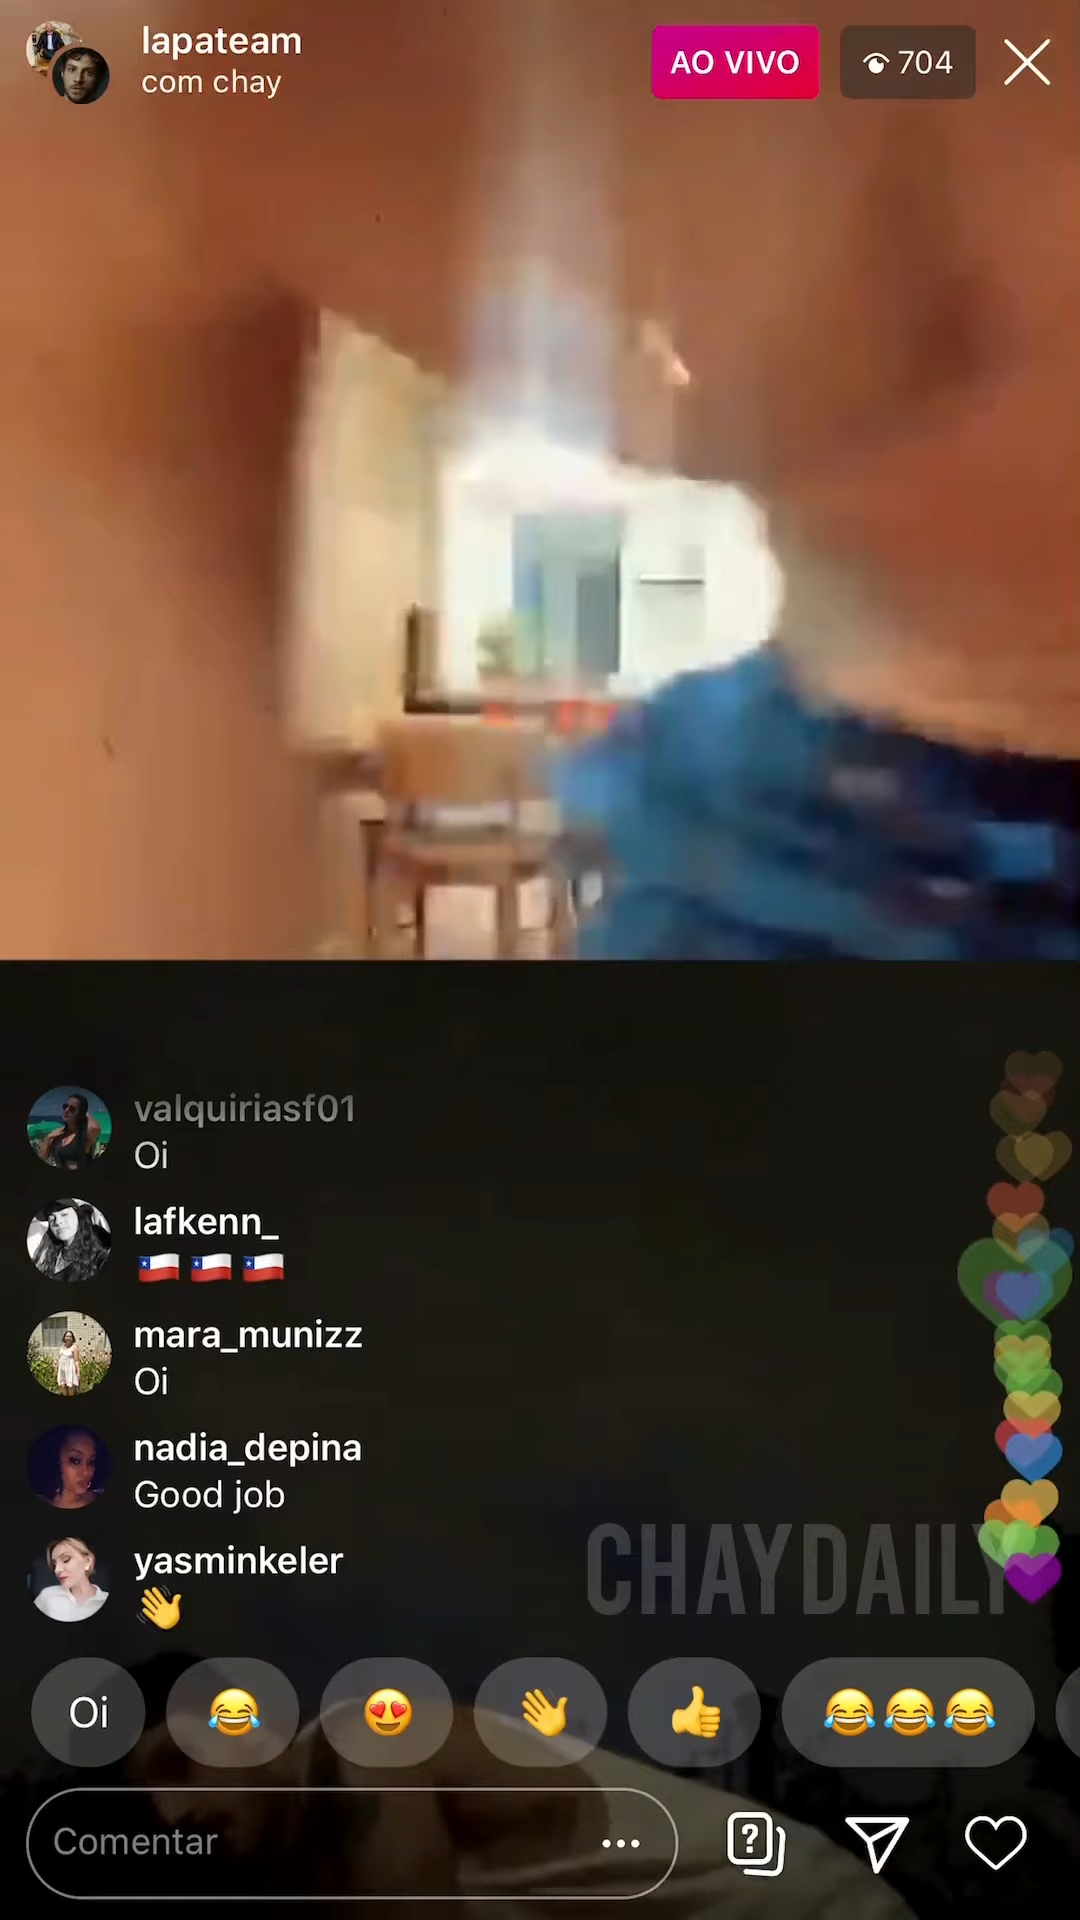 lapateam
com chay
AO VIVO
704
valquiriasf01
Oi
lafkenn_
🇨🇱 🇨🇱 🇨🇱
mara_munizz
Oi
nadia_depina
Good job
yasminkeler
👋
CHAYDAILY
Oi
😂
😍
👋
👍
😂😂😂
Comentar